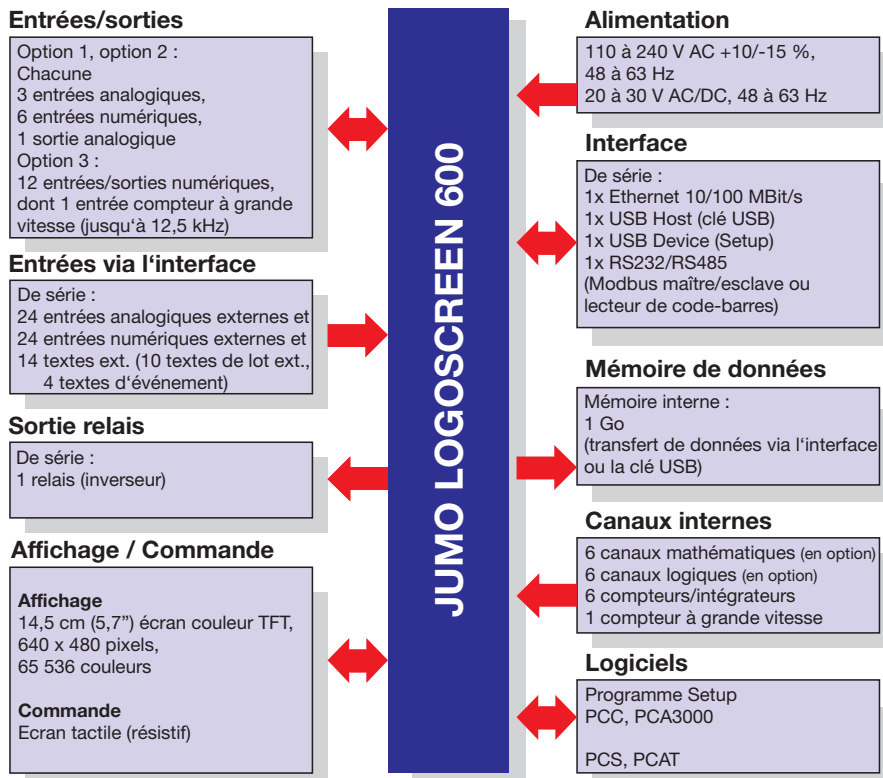 Entrées/sorties
Option 1, option 2 :
Chacune
3 entrées analogiques,
6 entrées numériques,
1 sortie analogique
Option 3 :
12 entrées/sorties numériques,
dont 1 entrée compteur à grande
vitesse (jusqu‘à 12,5 kHz)
Entrées via l‘interface
De série :
24 entrées analogiques externes et
24 entrées numériques externes et
14 textes ext. (10 textes de lot ext.,
4 textes d‘événement)
Sortie relais
De série :
1 relais (inverseur)
Affichage / Commande
Affichage
14,5 cm (5,7”) écran couleur TFT,
640 x 480 pixels,
65 536 couleurs
Commande
Ecran tactile (résistif)
JUMO LOGOSCREEN 600
Alimentation
110 à 240 V AC +10/-15 %,
48 à 63 Hz
20 à 30 V AC/DC, 48 à 63 Hz
Interface
De série :
1x Ethernet 10/100 MBit/s
1x USB Host (clé USB)
1x USB Device (Setup)
1x RS232/RS485
(Modbus maître/esclave ou
lecteur de code-barres)
Mémoire de données
Mémoire interne :
1 Go
(transfert de données via l‘interface
ou la clé USB)
Canaux internes
6 canaux mathématiques (en option)
6 canaux logiques (en option)
6 compteurs/intégrateurs
1 compteur à grande vitesse
Logiciels
Programme Setup
PCC, PCA3000
PCS, PCAT